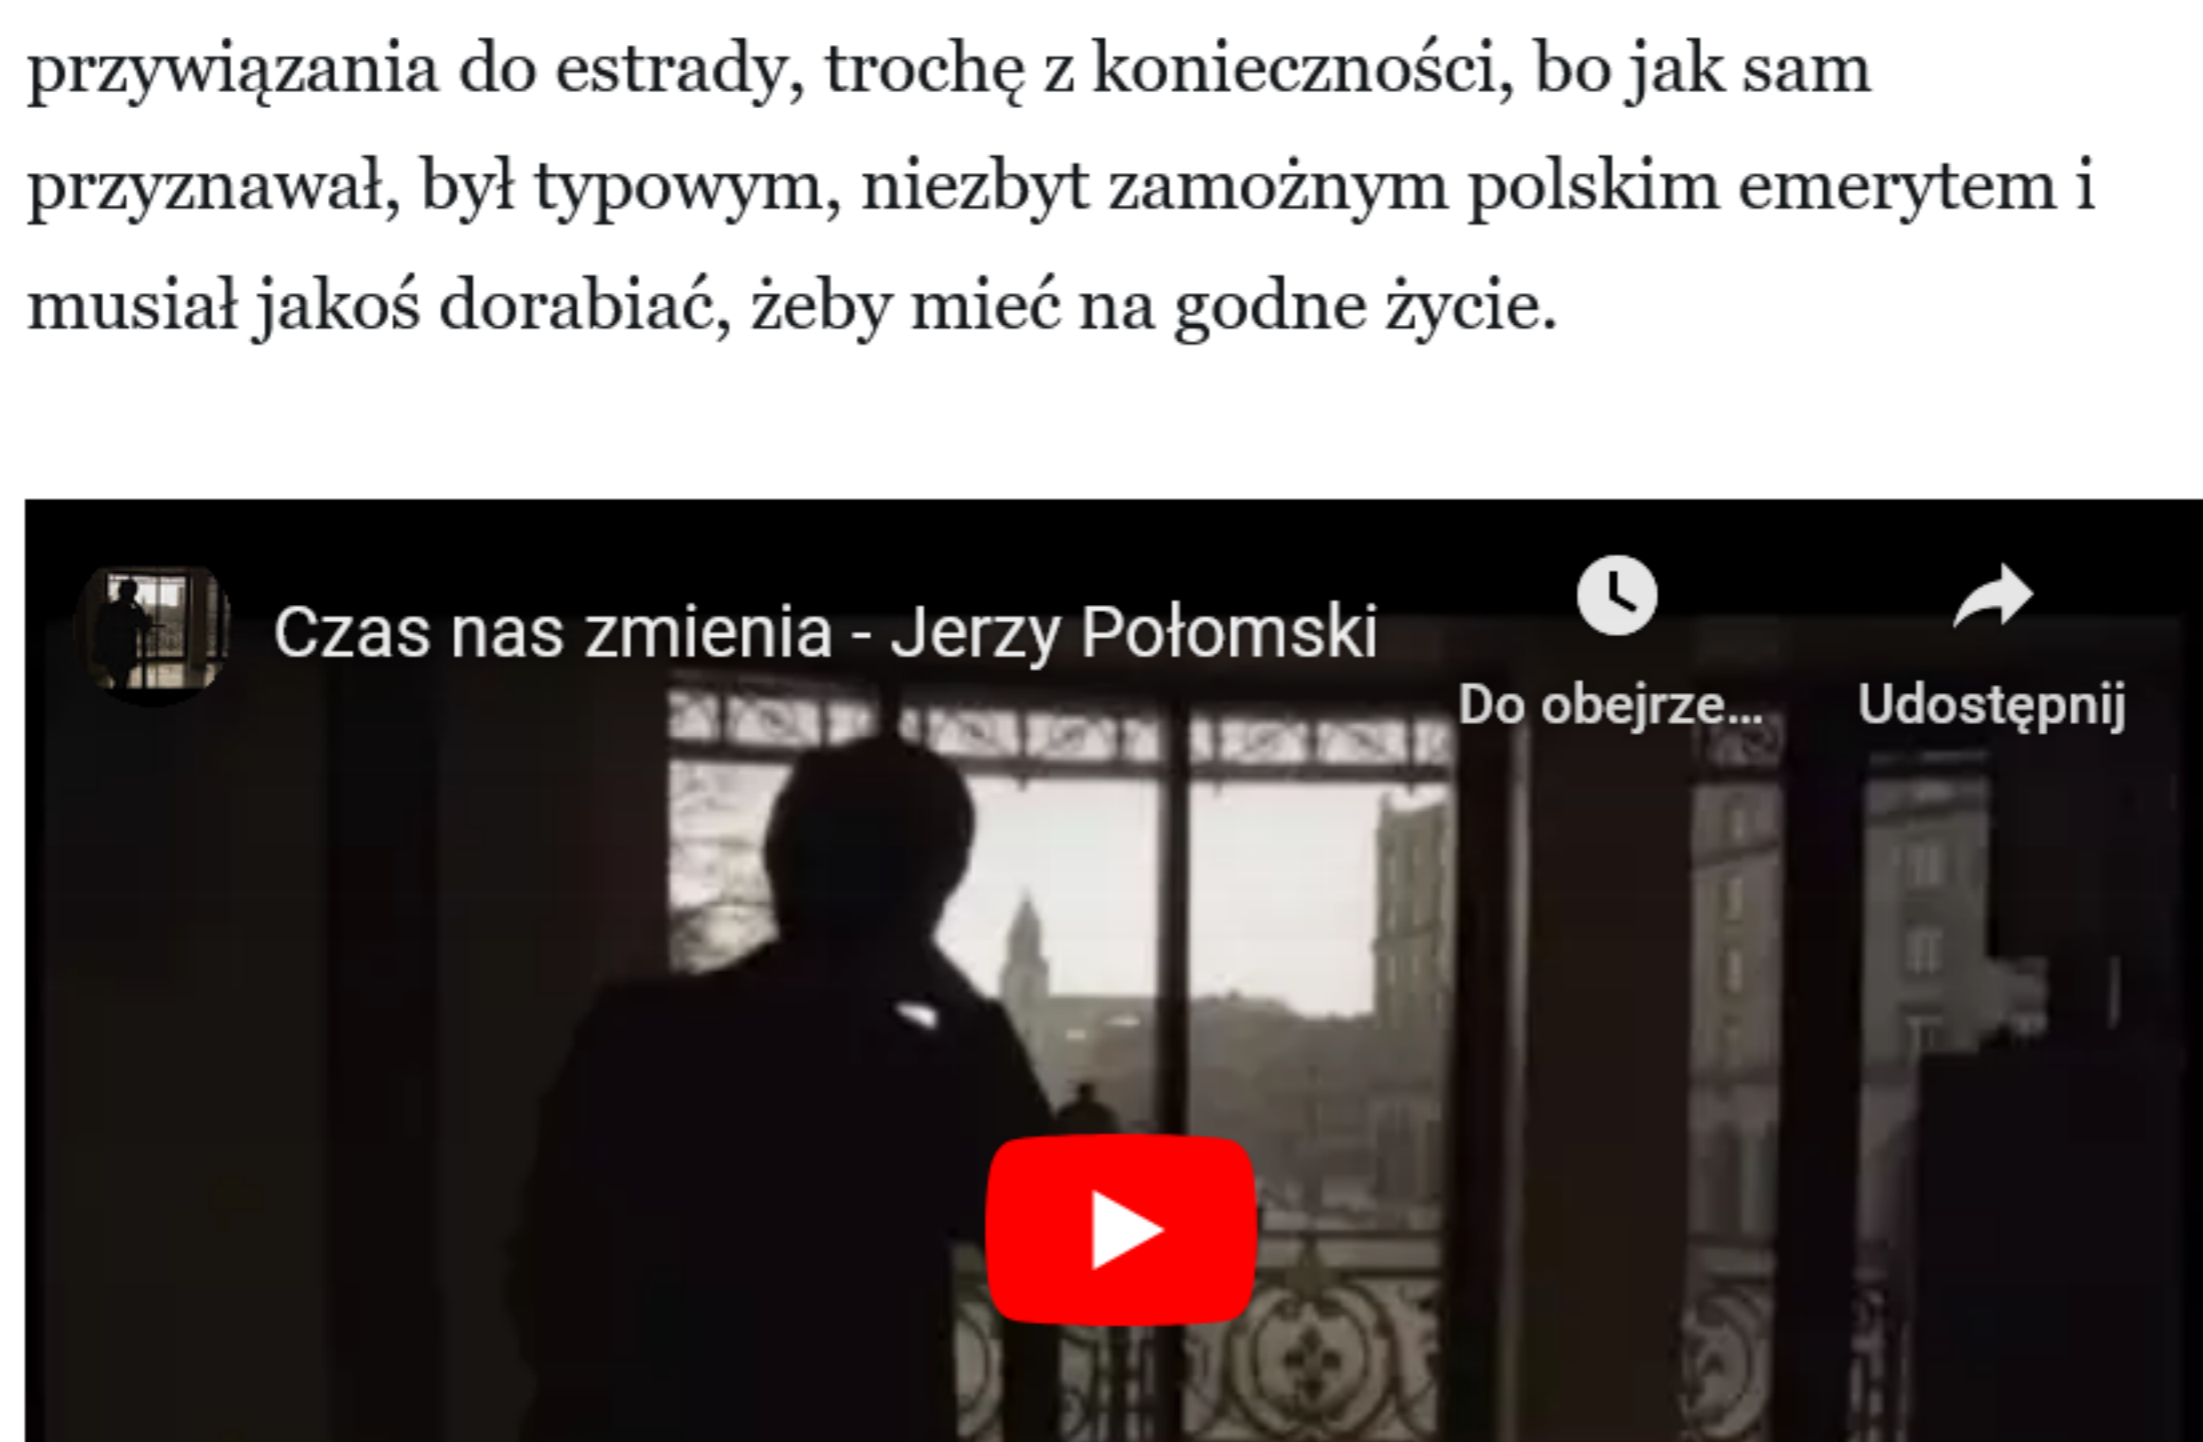 przywiązania do estrady, trochę z konieczności, bo jak sam
przyznawał, był typowym, niezbyt zamożnym polskim emerytem i
musiał jakoś dorabiać, żeby mieć na godne życie.
Czas nas zmienia - Jerzy Połomski
Do obejrze...
Udostępnij